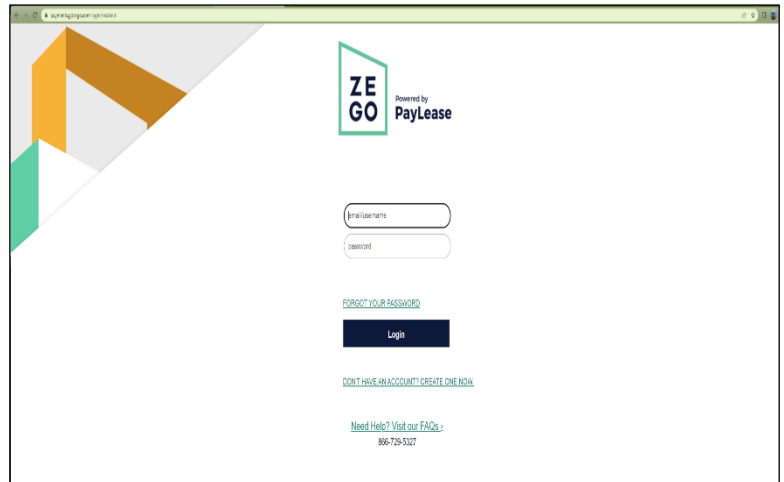 ZE
GO
Powered by
PayLease
email/username
password
FORGOT YOUR PASSWORD
Login
DON'T HAVE AN ACCOUNT? CREATE ONE NOW.
Need Help? Visit our FAQs >
866-729-5327